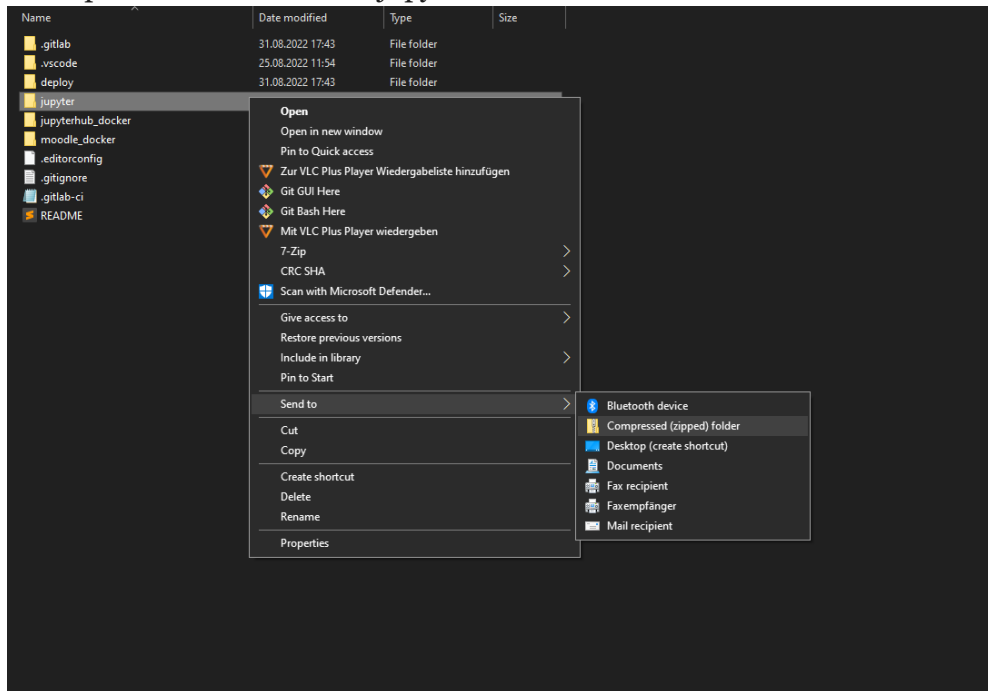 Name Date modified Type Size
.gitlab 31.08.2022 17:43 File folder
.vscode 25.08.2022 11:54 File folder
deploy 31.08.2022 17:43 File folder
jupyter
jupyterhub_docker
moodle_docker
.editorconfig
.gitignore
.gitlab-ci
README
Open
Open in new window
Pin to Quick access
Zur VLC Plus Player Wiedergabeliste hinzufügen
Git GUI Here
Git Bash Here
Mit VLC Plus Player wiedergeben
7-Zip
CRC SHA
Scan with Microsoft Defender...
Give access to
Restore previous versions
Include in library
Pin to Start
Send to
Cut
Copy
Create shortcut
Delete
Rename
Properties
Bluetooth device
Compressed (zipped) folder
Desktop (create shortcut)
Documents
Fax recipient
Faxempfänger
Mail recipient